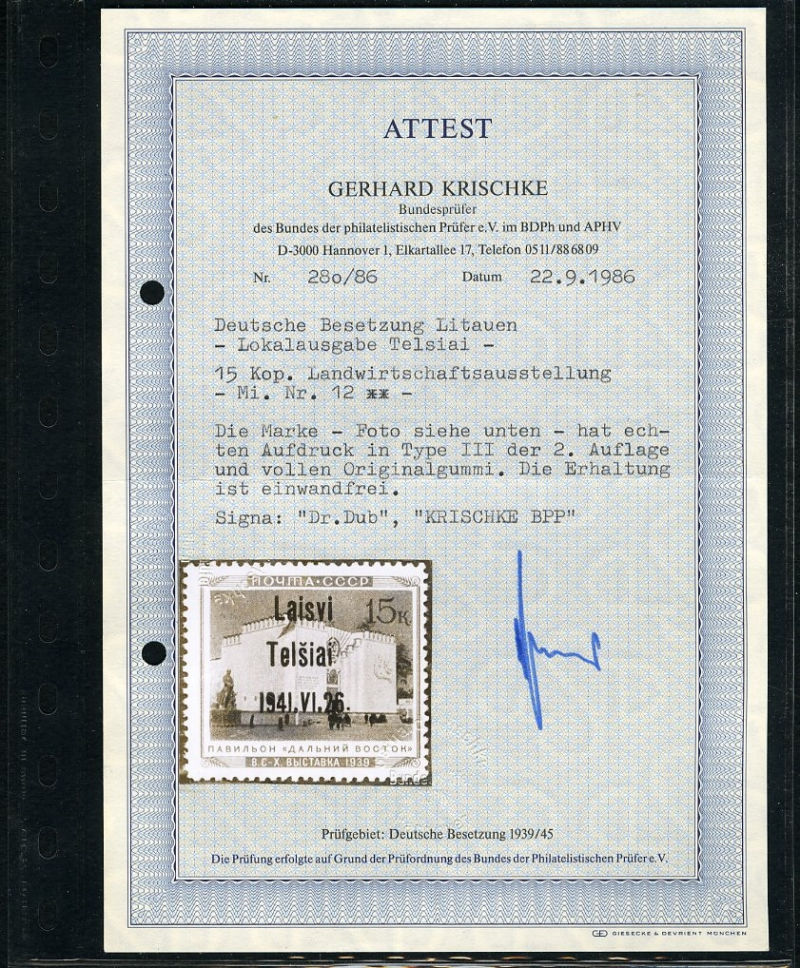 ATTEST
GERHARD KRISCHKE
Bundesprüfer
des Bundes der philatelistischen Prüfer e.V. im BDPh und APHV
D-3000 Hannover 1, Elkartallee 17, Telefon 0511/886809
Nr. 28o/86 Datum 22.9.1986
Deutsche Besetzung Litauen
- Lokalausgabe Telsiai -
15 Kop. Landwirtschaftsausstellung
- Mi. Nr. 12 ** -
Die Marke - Foto siehe unten - hat ech-
ten Aufdruck in Type III der 2. Auflage
und vollen Originalgummi. Die Erhaltung
ist einwandfrei.
Signa: "Dr.Dub", "KRISCHKE BPP"
ПОЧТА·СССР
Laisvi
15К
Telšiai
1941.VI.26.
ПАВИЛЬОН «ДАЛЬНИЙ ВОСТОК»
В.С-Х. ВЫСТАВКА 1939
Prüfgebiet: Deutsche Besetzung 1939/45
Die Prüfung erfolgte auf Grund der Prüfordnung des Bundes der Philatelistischen Prüfer e.V.
GD GIESECKE & DEVRIENT MÜNCHEN